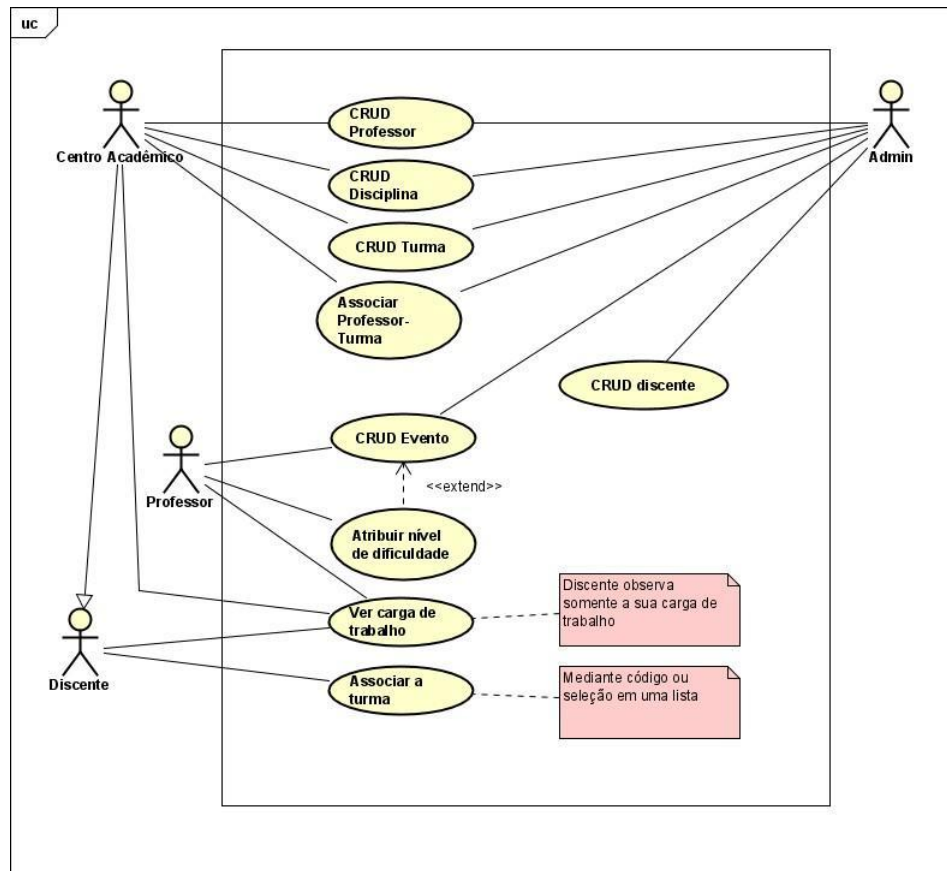 uc
Centro Acadêmico
Admin
CRUD
Professor
CRUD
Disciplina
CRUD Turma
Associar
Professor-
Turma
CRUD discente
CRUD Evento
<<extend>>
Professor
Atribuir nível
de dificuldade
Ver carga de
trabalho
Discente observa
somente a sua carga de
trabalho
Discente
Associar a
turma
Mediante código ou
seleção em uma lista